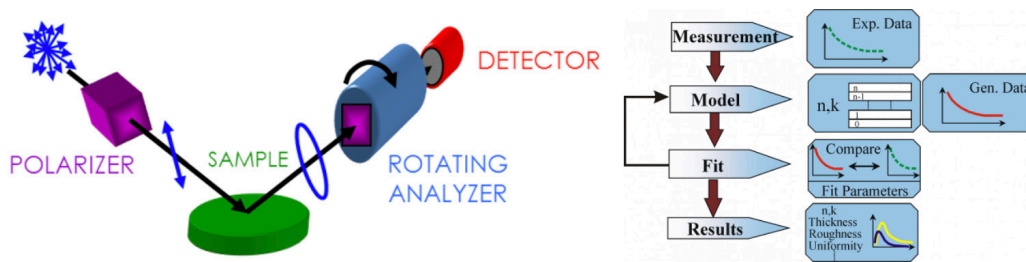 POLARIZER
SAMPLE
ROTATING
ANALYZER
DETECTOR
Measurement
Exp. Data
Model
n,k
n
n-1
1
0
Gen. Data
Fit
Compare
Fit Parameters
Results
n,k
Thickness
Roughness
Uniformity